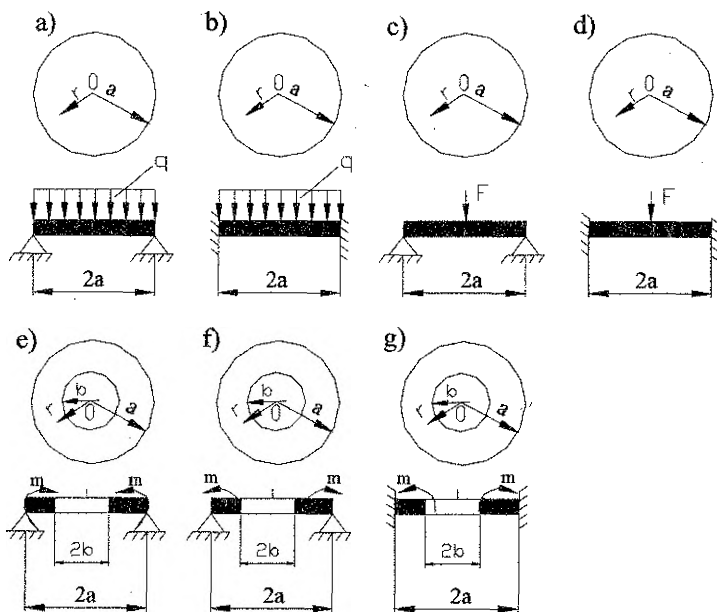 a) b) c) d)
0 0 0 0
r a r a r a r a
q q F F
2a 2a 2a 2a
e) f) g)
b b b
r 0 a r 0 a r 0 a
m m m m m m
2b 2b 2b
2a 2a 2a